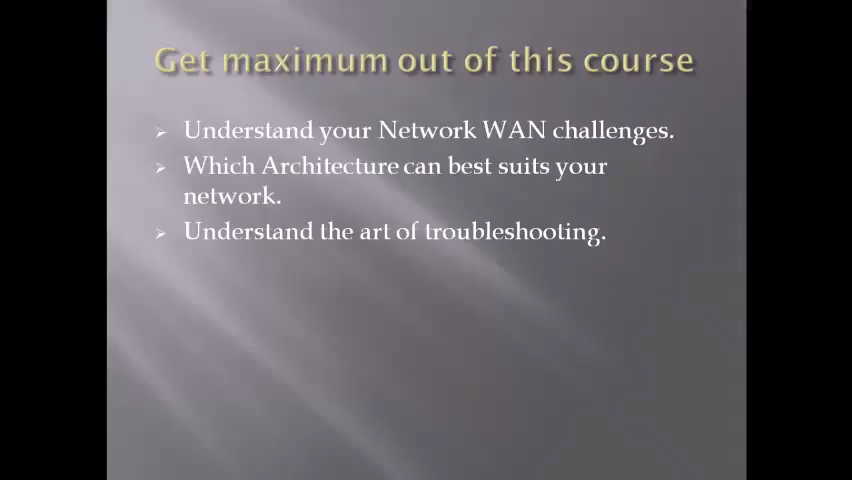 Get maximum out of this course
Understand your Network WAN challenges.
Which Architecture can best suits your
network.
Understand the art of troubleshooting.